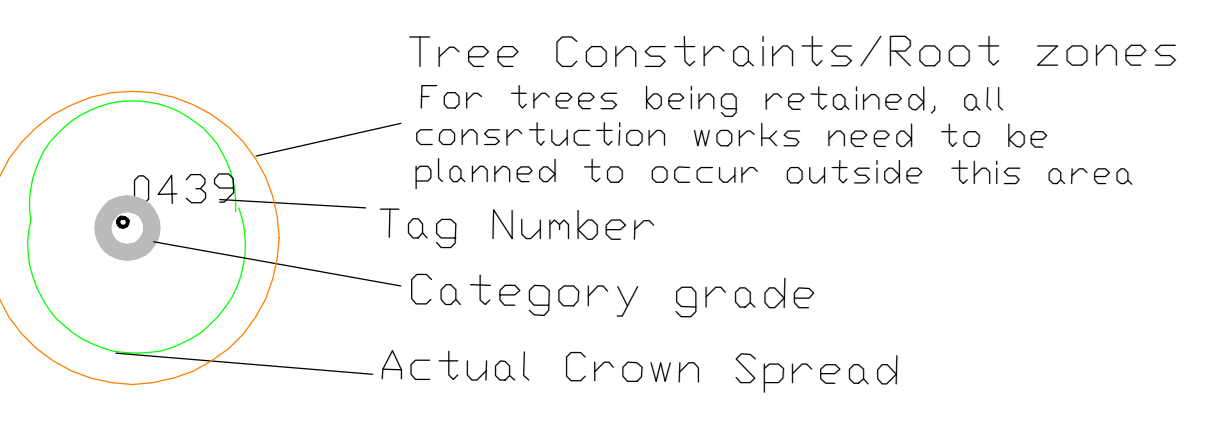 Tree Constraints/Root zones
For trees being retained, all
consrtuction works need to be
planned to occur outside this area
0439
Tag Number
Category grade
Actual Crown Spread